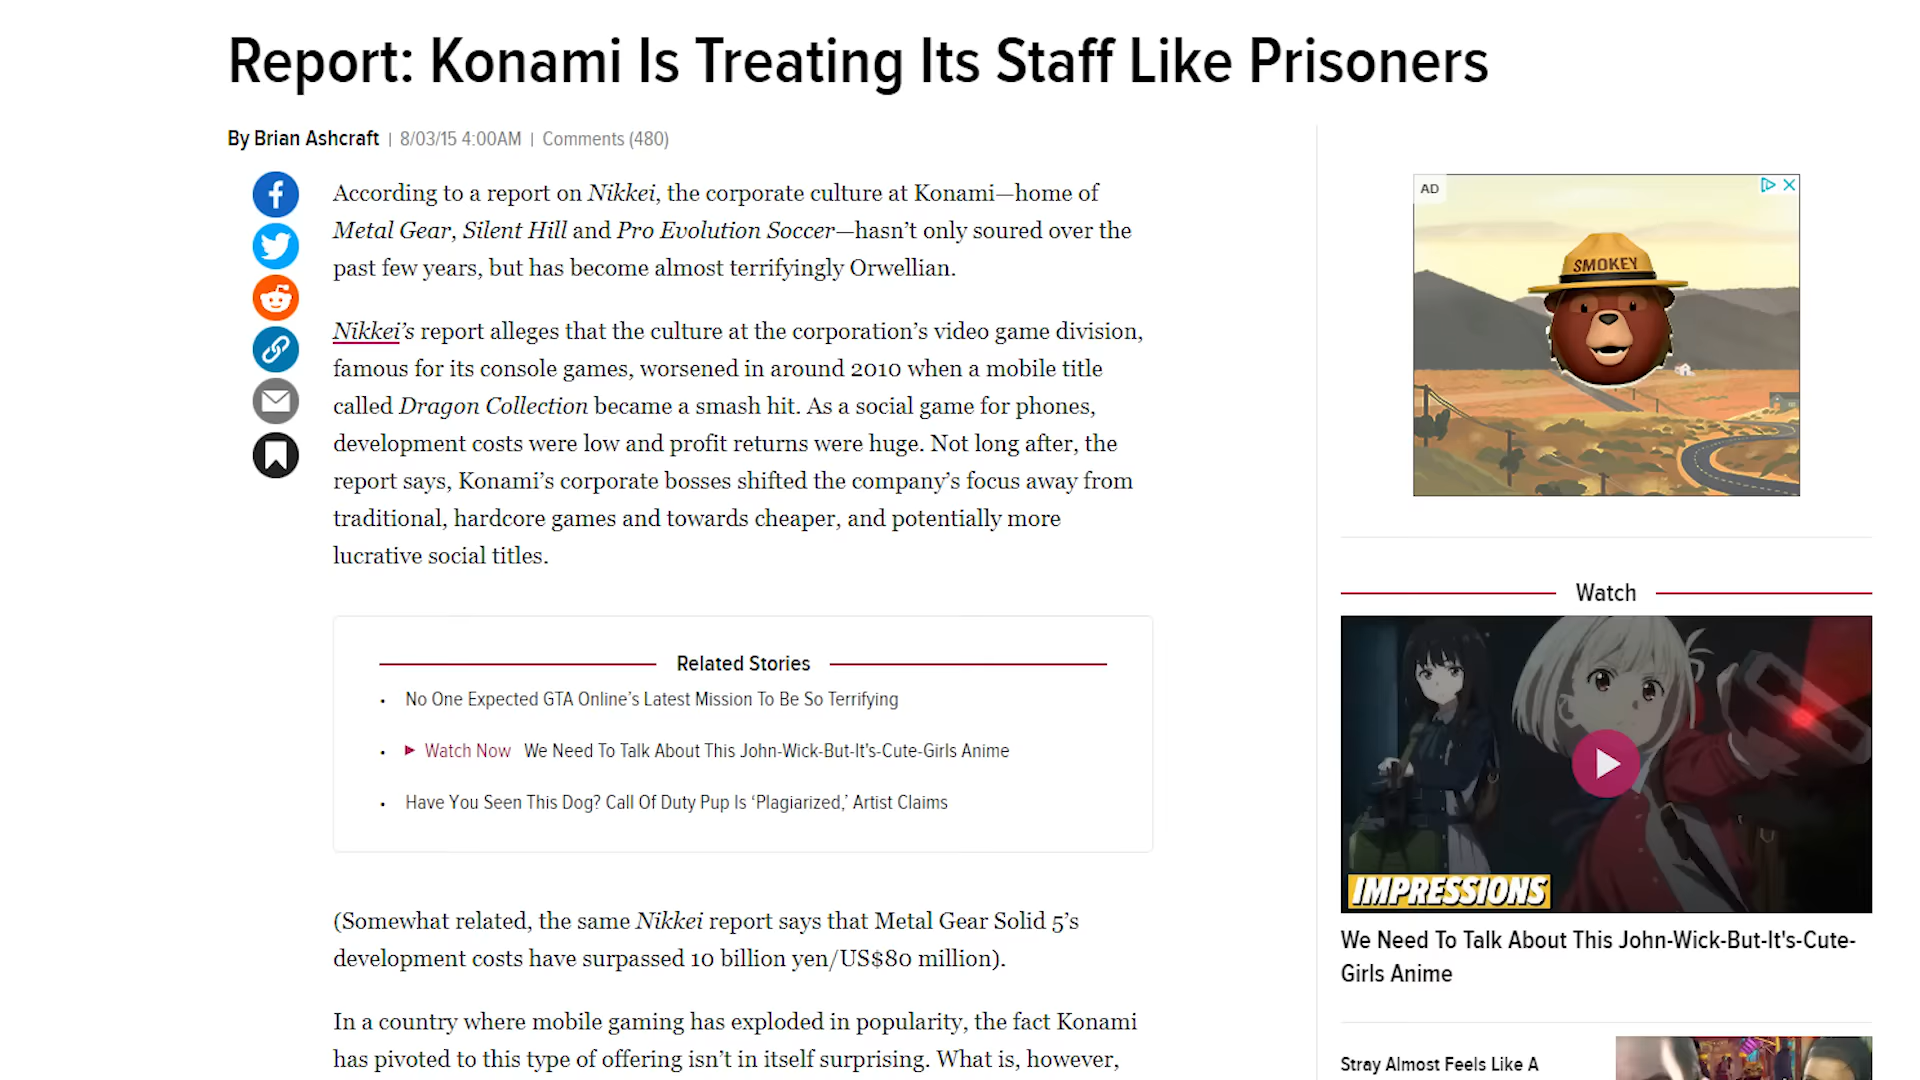 Report: Konami Is Treating Its Staff Like Prisoners
By Brian Ashcraft | 8/03/15 4:00AM | Comments (480)
According to a report on Nikkei, the corporate culture at Konami—home of
Metal Gear, Silent Hill and Pro Evolution Soccer—hasn’t only soured over the
past few years, but has become almost terrifyingly Orwellian.
Nikkei’s report alleges that the culture at the corporation’s video game division,
famous for its console games, worsened in around 2010 when a mobile title
called Dragon Collection became a smash hit. As a social game for phones,
development costs were low and profit returns were huge. Not long after, the
report says, Konami’s corporate bosses shifted the company’s focus away from
traditional, hardcore games and towards cheaper, and potentially more
lucrative social titles.
Related Stories
• No One Expected GTA Online’s Latest Mission To Be So Terrifying
• Watch Now We Need To Talk About This John-Wick-But-It's-Cute-Girls Anime
• Have You Seen This Dog? Call Of Duty Pup Is ‘Plagiarized,’ Artist Claims
(Somewhat related, the same Nikkei report says that Metal Gear Solid 5’s
development costs have surpassed 10 billion yen/US$80 million).
In a country where mobile gaming has exploded in popularity, the fact Konami
has pivoted to this type of offering isn’t in itself surprising. What is, however,
AD
SMOKEY
Watch
IMPRESSIONS
We Need To Talk About This John-Wick-But-It's-Cute-
Girls Anime
Stray Almost Feels Like A